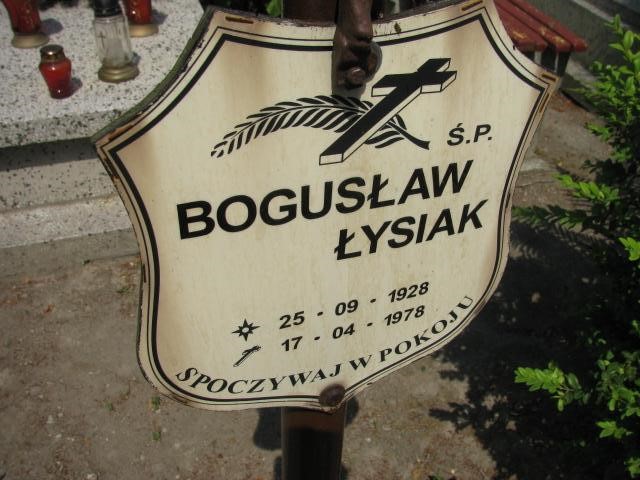 Ś.P.
BOGUSŁAW
ŁYSIAK
25 - 09 - 1928
17 - 04 - 1978
SPOCZYWAJ W POKOJU